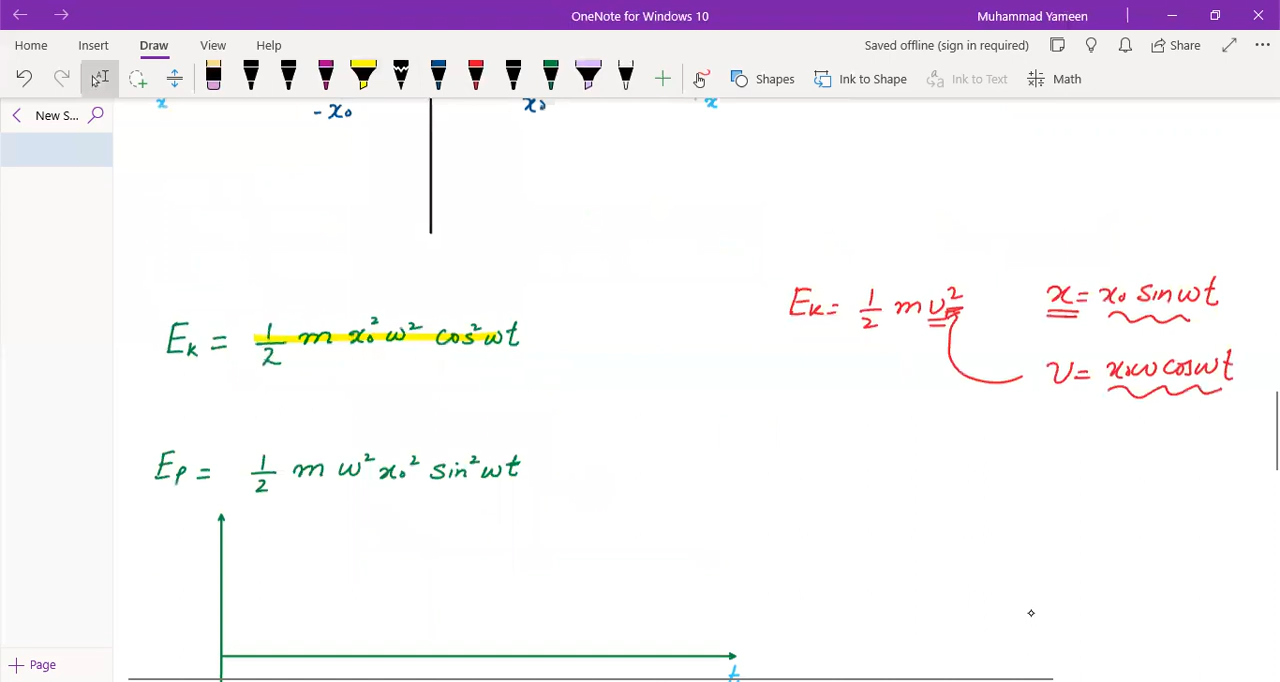 OneNote for Windows 10
Muhammad Yameen
Home Insert Draw View Help
Saved offline (sign in required)
Share
Shapes
Ink to Shape
Ink to Text
Math
New S...
x
- x₀
x₀
x
Eₖ = 1/2 m v²
x = x₀ sin ωt
Eₖ = 1/2 m x₀² ω² cos² ωt
v = x₀ω cos ωt
Eₚ = 1/2 m ω² x₀² sin² ωt
Page
t